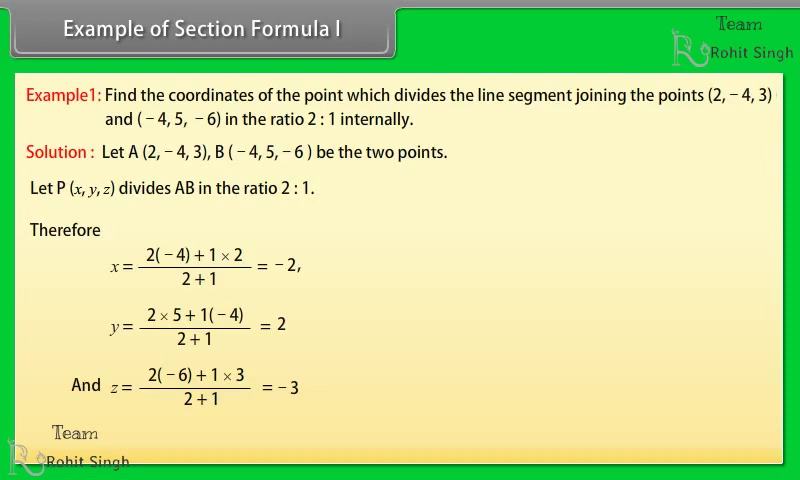 Example of Section Formula I
Team
Rohit Singh
Example1: Find the coordinates of the point which divides the line segment joining the points (2, − 4, 3)
and ( − 4, 5, − 6) in the ratio 2 : 1 internally.
Solution : Let A (2, − 4, 3), B ( − 4, 5, − 6 ) be the two points.
Let P (x, y, z) divides AB in the ratio 2 : 1.
Therefore
x = \frac{2( − 4) + 1 × 2}{2 + 1} = − 2,
y = \frac{2 × 5 + 1( − 4)}{2 + 1} = 2
And z = \frac{2( − 6) + 1 × 3}{2 + 1} = − 3
Team
Rohit Singh